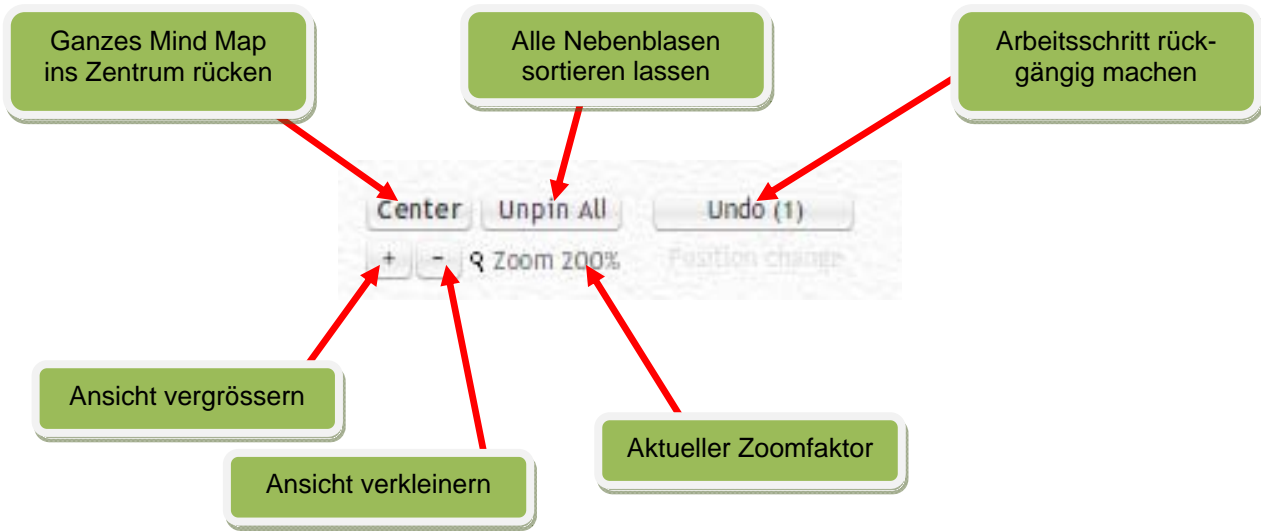 Ganzes Mind Map
ins Zentrum rücken
Alle Nebenblasen
sortieren lassen
Arbeitsschritt rück-
gängig machen
Center
Unpin All
Undo (1)
+
-
Zoom 200%
Position change
Ansicht vergrössern
Ansicht verkleinern
Aktueller Zoomfaktor